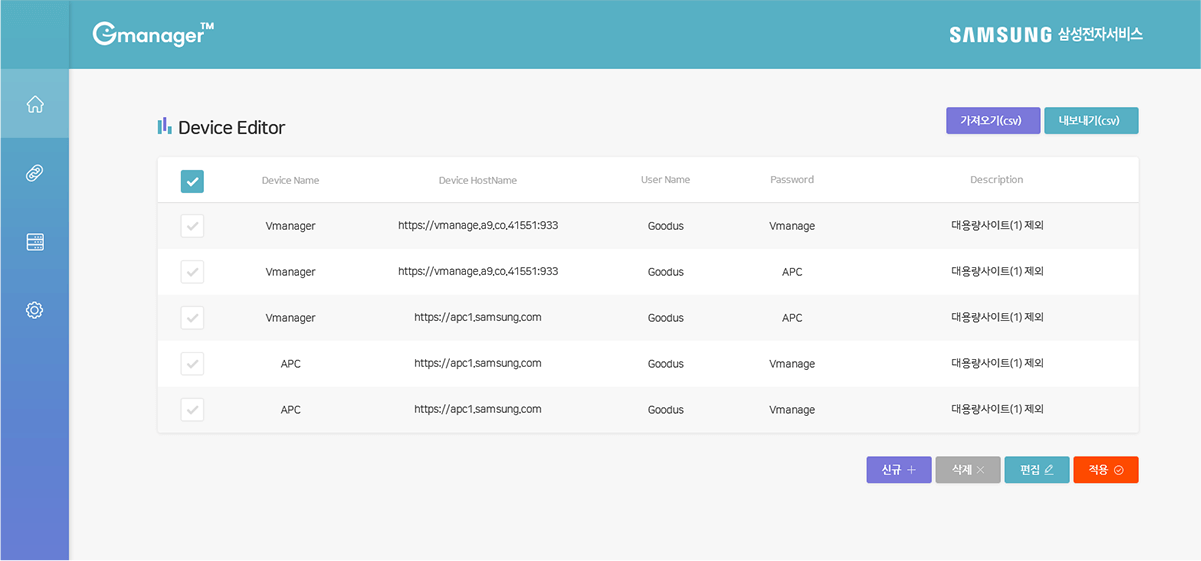 Gmanager™
SAMSUNG 삼성전자서비스
Device Editor
가져오기(csv) 내보내기(csv)
Device Name Device HostName User Name Password Description
Vmanager https://vmanage.a9.co.41551:933 Goodus Vmanage 대용량사이트(1) 제외
Vmanager https://vmanage.a9.co.41551:933 Goodus APC 대용량사이트(1) 제외
Vmanager https://apc1.samsung.com Goodus APC 대용량사이트(1) 제외
APC https://apc1.samsung.com Goodus Vmanage 대용량사이트(1) 제외
APC https://apc1.samsung.com Goodus Vmanage 대용량사이트(1) 제외
신규 삭제 편집 적용